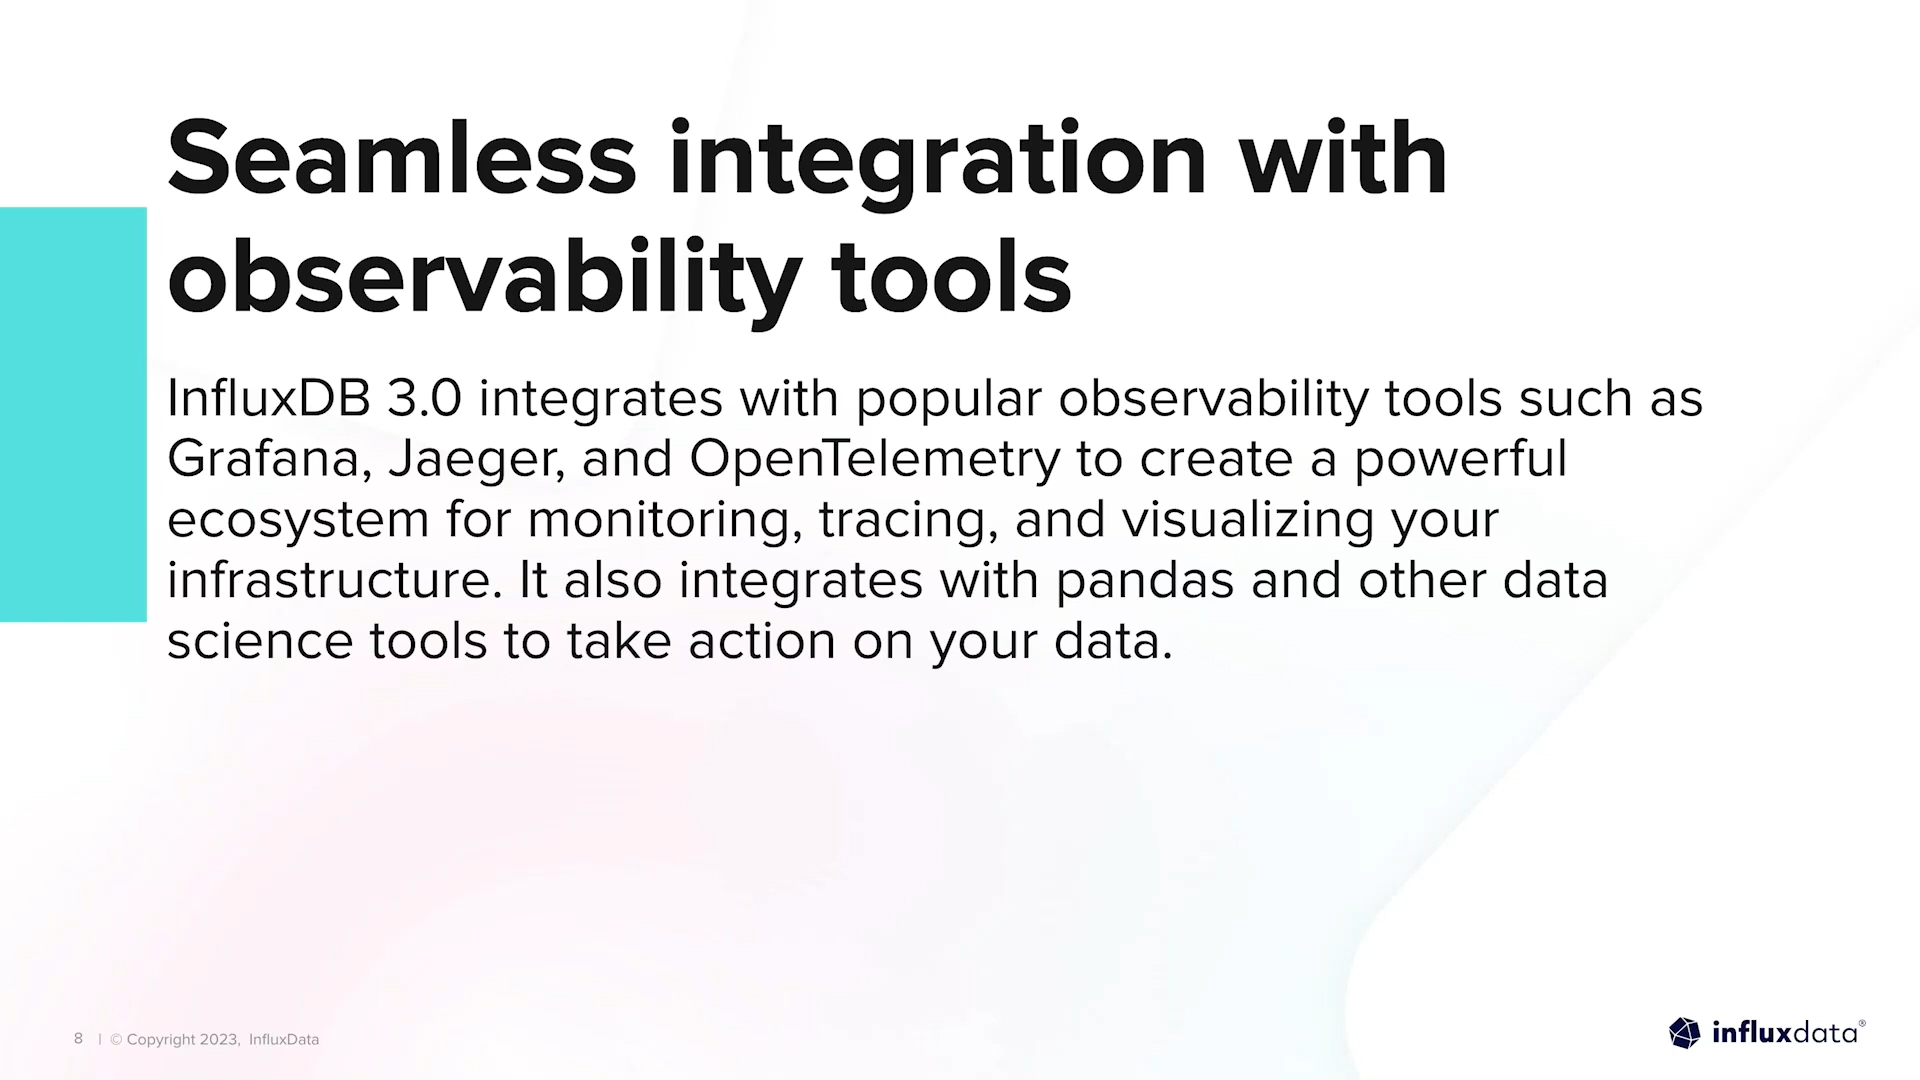 Seamless integration with
observability tools
InfluxDB 3.0 integrates with popular observability tools such as
Grafana, Jaeger, and OpenTelemetry to create a powerful
ecosystem for monitoring, tracing, and visualizing your
infrastructure. It also integrates with pandas and other data
science tools to take action on your data.
8 | © Copyright 2023, InfluxData
influxdata®